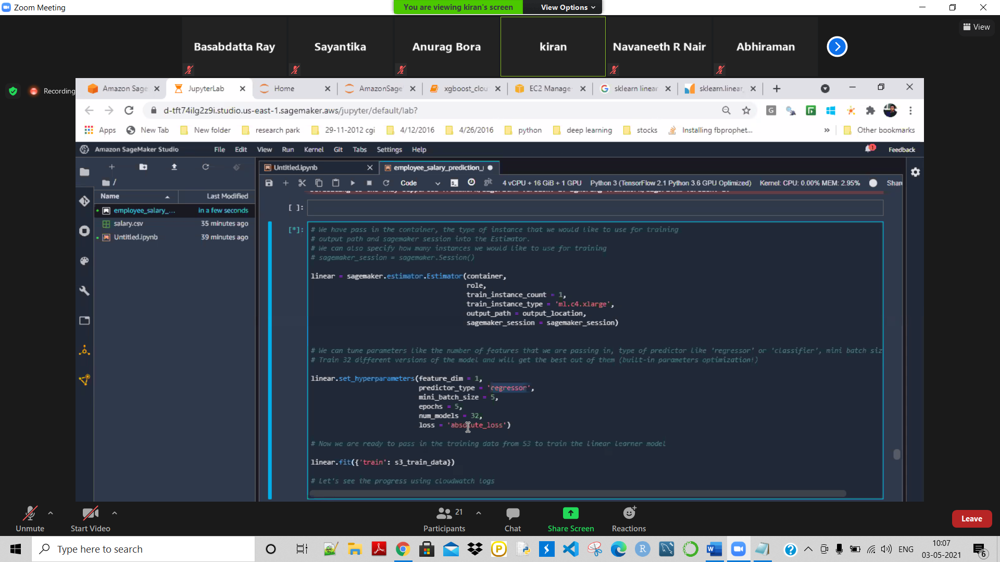 Zoom Meeting
You are viewing kiran's screen
View Options
View
Basabdatta Ray
Sayantika
Anurag Bora
kiran
Navaneeth R Nair
Abhiraman
Recording
Amazon Sage
JupyterLab
Home
AmazonSage
xgboost_clou
EC2 Manage
sklearn linear
sklearn.linear
d-tft74ilg2z9i.studio.us-east-1.sagemaker.aws/jupyter/default/lab?
Apps
New Tab
New folder
research park
29-11-2012 cgi
4/12/2016
4/26/2016
python
deep learning
stocks
Installing fbprophet...
Other bookmarks
Amazon SageMaker Studio
File Edit View Run Kernel Git Tabs Settings Help
1
Feedback
Untitled.ipynb
employee_salary_prediction_
/
Code
git
4 vCPU + 16 GiB + 1 GPU
Python 3 (TensorFlow 2.1 Python 3.6 GPU Optimized)
Kernel: CPU: 0.00% MEM: 2.95%
Shar
Name
Last Modified
employee_salary_... in a few seconds
salary.csv 35 minutes ago
Untitled.ipynb 39 minutes ago
[ ]:
[*]:
# We have pass in the container, the type of instance that we would like to use for training
# output path and sagemaker session into the Estimator.
# We can also specify how many instances we would like to use for training
# sagemaker_session = sagemaker.Session()
linear = sagemaker.estimator.Estimator(container,
role,
train_instance_count = 1,
train_instance_type = 'ml.c4.xlarge',
output_path = output_location,
sagemaker_session = sagemaker_session)
# We can tune parameters like the number of features that we are passing in, type of predictor like 'regressor' or 'classifier', mini batch siz
# Train 32 different versions of the model and will get the best out of them (built-in parameters optimization!)
linear.set_hyperparameters(feature_dim = 1,
predictor_type = 'regressor',
mini_batch_size = 5,
epochs = 5,
num_models = 32,
loss = 'absolute_loss')
# Now we are ready to pass in the training data from S3 to train the linear learner model
linear.fit({'train': s3_train_data})
# Let's see the progress using cloudwatch logs
Unmute
Start Video
21
Participants
Chat
Share Screen
Reactions
Leave
Type here to search
ENG
10:07
03-05-2021
6